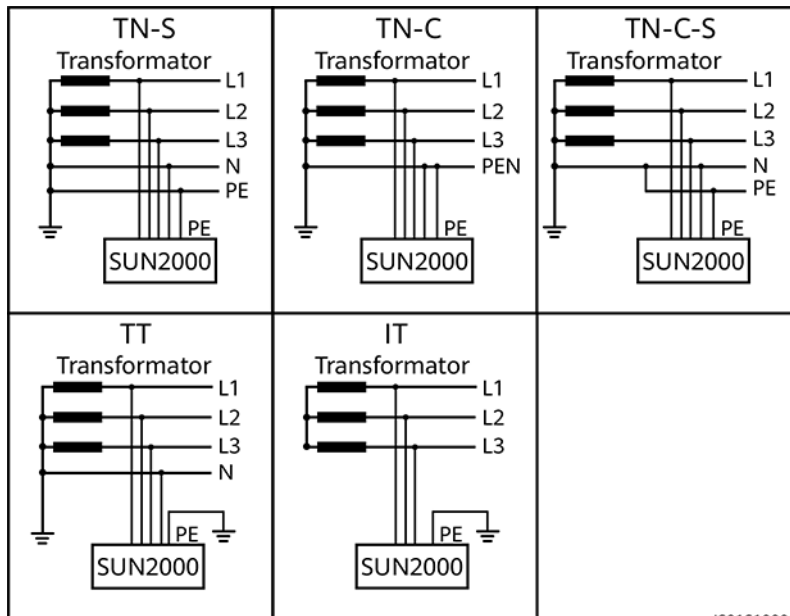 TN-S
Transformator
L1
L2
L3
N
PE
PE
SUN2000
TN-C
Transformator
L1
L2
L3
PEN
PE
SUN2000
TN-C-S
Transformator
L1
L2
L3
N
PE
PE
SUN2000
TT
Transformator
L1
L2
L3
N
PE
SUN2000
IT
Transformator
L1
L2
L3
PE
SUN2000